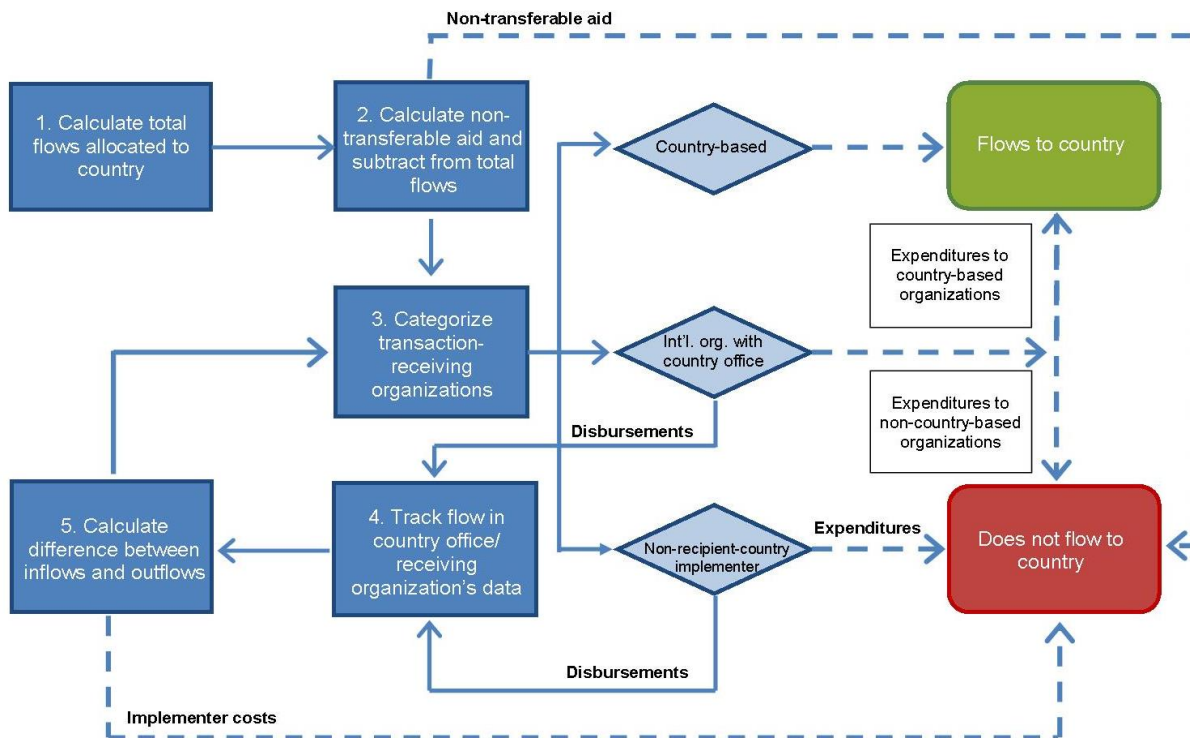 Non-transferable aid
1. Calculate total
flows allocated to
country
2. Calculate non-
transferable aid and
subtract from total
flows
Country-based
Flows to country
Expenditures to
country-based
organizations
3. Categorize
transaction-
receiving
organizations
Int'l. org. with
country office
Expenditures to
non-country-based
organizations
Disbursements
5. Calculate
difference between
inflows and outflows
4. Track flow in
country office/
receiving
organization's data
Non-recipient-country
implementer
Expenditures
Does not flow to
country
Disbursements
Implementer costs